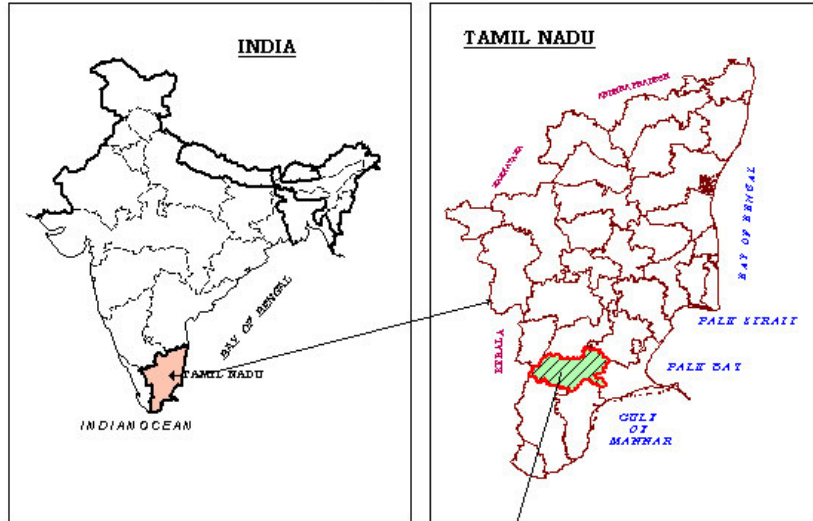 INDIA
BAY OF BENGAL
TAMIL NADU
INDIAN OCEAN
TAMIL NADU
ANDHRA PRADESH
KARNATAKA
BAY OF BENGAL
PALK STRAIT
KERALA
PALK BAY
GULF
OF
MANNAR